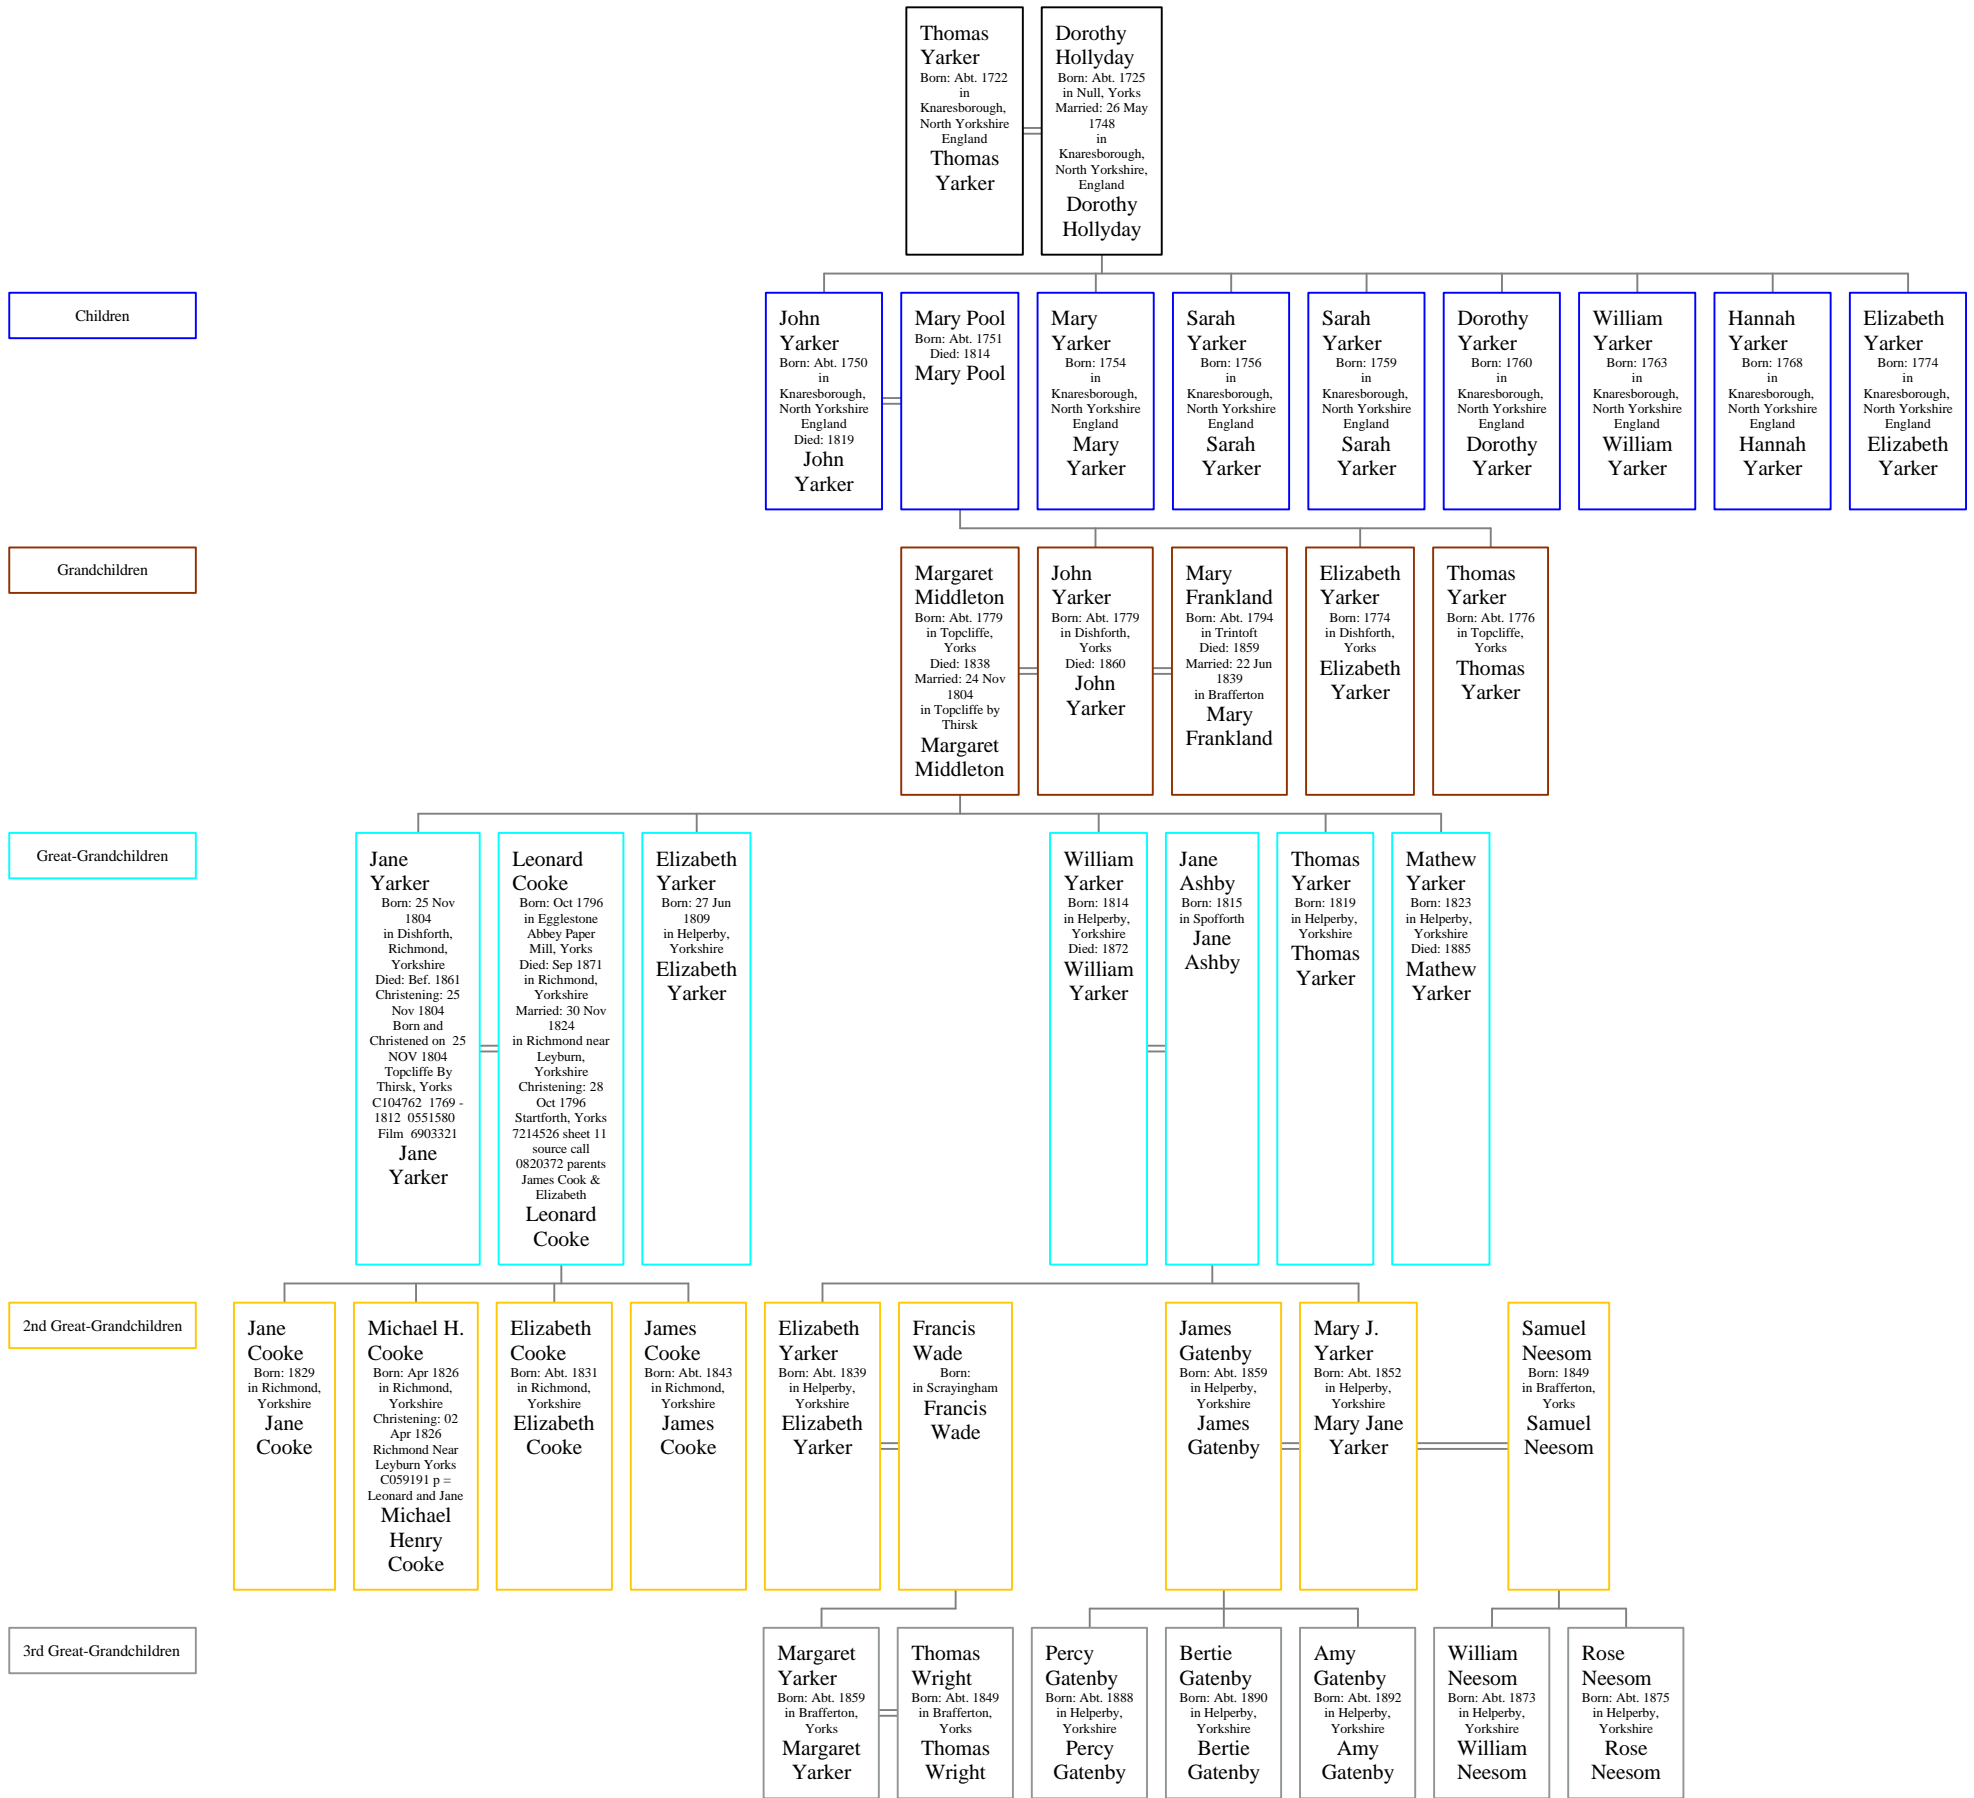 Thomas
Yarker
Born: Abt. 1722
in
Knaresborough,
North Yorkshire
England
Thomas
Yarker
Dorothy
Hollyday
Born: Abt. 1725
in Null, Yorks
Married: 26 May
1748
in
Knaresborough,
North Yorkshire,
England
Dorothy
Hollyday
Children
John
Yarker
Born: Abt. 1750
in
Knaresborough,
North Yorkshire
England
Died: 1819
John
Yarker
Mary Pool
Born: Abt. 1751
Died: 1814
Mary Pool
Mary
Yarker
Born: 1754
in
Knaresborough,
North Yorkshire
England
Mary
Yarker
Sarah
Yarker
Born: 1756
in
Knaresborough,
North Yorkshire
England
Sarah
Yarker
Sarah
Yarker
Born: 1759
in
Knaresborough,
North Yorkshire
England
Sarah
Yarker
Dorothy
Yarker
Born: 1760
in
Knaresborough,
North Yorkshire
England
Dorothy
Yarker
William
Yarker
Born: 1763
in
Knaresborough,
North Yorkshire
England
William
Yarker
Hannah
Yarker
Born: 1768
in
Knaresborough,
North Yorkshire
England
Hannah
Yarker
Elizabeth
Yarker
Born: 1774
in
Knaresborough,
North Yorkshire
England
Elizabeth
Yarker
Grandchildren
Margaret
Middleton
Born: Abt. 1779
in Topcliffe,
Yorks
Died: 1838
Married: 24 Nov
1804
in Topcliffe by
Thirsk
Margaret
Middleton
John
Yarker
Born: Abt. 1779
in Dishforth,
Yorks
Died: 1860
John
Yarker
Mary
Frankland
Born: Abt. 1794
in Trintoft
Died: 1859
Married: 22 Jun
1839
in Brafferton
Mary
Frankland
Elizabeth
Yarker
Born: 1774
in Dishforth,
Yorks
Elizabeth
Yarker
Thomas
Yarker
Born: Abt. 1776
in Topcliffe,
Yorks
Thomas
Yarker
Great-Grandchildren
Jane
Yarker
Born: 25 Nov
1804
in Dishforth,
Richmond,
Yorkshire
Died: Bef. 1861
Christening: 25
Nov 1804
Born and
Christened on 25
NOV 1804
Topcliffe By
Thirsk, Yorks
C104762 1769 -
1812 0551580
Film 6903321
Jane
Yarker
Leonard
Cooke
Born: Oct 1796
in Egglestone
Abbey Paper
Mill, Yorks
Died: Sep 1871
in Richmond,
Yorkshire
Married: 30 Nov
1824
in Richmond near
Leyburn,
Yorkshire
Christening: 28
Oct 1796
Startforth, Yorks
7214526 sheet 11
source call
0820372 parents
James Cook &
Elizabeth
Leonard
Cooke
Elizabeth
Yarker
Born: 27 Jun
1809
in Helperby,
Yorkshire
Elizabeth
Yarker
William
Yarker
Born: 1814
in Helperby,
Yorkshire
Died: 1872
William
Yarker
Jane
Ashby
Born: 1815
in Spofforth
Jane
Ashby
Thomas
Yarker
Born: 1819
in Helperby,
Yorkshire
Thomas
Yarker
Mathew
Yarker
Born: 1823
in Helperby,
Yorkshire
Died: 1885
Mathew
Yarker
2nd Great-Grandchildren
Jane
Cooke
Born: 1829
in Richmond,
Yorkshire
Jane
Cooke
Michael H.
Cooke
Born: Apr 1826
in Richmond,
Yorkshire
Christening: 02
Apr 1826
Richmond Near
Leyburn Yorks
C059191 p =
Leonard and Jane
Michael
Henry
Cooke
Elizabeth
Cooke
Born: Abt. 1831
in Richmond,
Yorkshire
Elizabeth
Cooke
James
Cooke
Born: Abt. 1843
in Richmond,
Yorkshire
James
Cooke
Elizabeth
Yarker
Born: Abt. 1839
in Helperby,
Yorkshire
Elizabeth
Yarker
Francis
Wade
Born:
in Scrayingham
Francis
Wade
James
Gatenby
Born: Abt. 1859
in Helperby,
Yorkshire
James
Gatenby
Mary J.
Yarker
Born: Abt. 1852
in Helperby,
Yorkshire
Mary Jane
Yarker
Samuel
Neesom
Born: 1849
in Brafferton,
Yorks
Samuel
Neesom
3rd Great-Grandchildren
Margaret
Yarker
Born: Abt. 1859
in Brafferton,
Yorks
Margaret
Yarker
Thomas
Wright
Born: Abt. 1849
in Brafferton,
Yorks
Thomas
Wright
Percy
Gatenby
Born: Abt. 1888
in Helperby,
Yorkshire
Percy
Gatenby
Bertie
Gatenby
Born: Abt. 1890
in Helperby,
Yorkshire
Bertie
Gatenby
Amy
Gatenby
Born: Abt. 1892
in Helperby,
Yorkshire
Amy
Gatenby
William
Neesom
Born: Abt. 1873
in Helperby,
Yorkshire
William
Neesom
Rose
Neesom
Born: Abt. 1875
in Helperby,
Yorkshire
Rose
Neesom